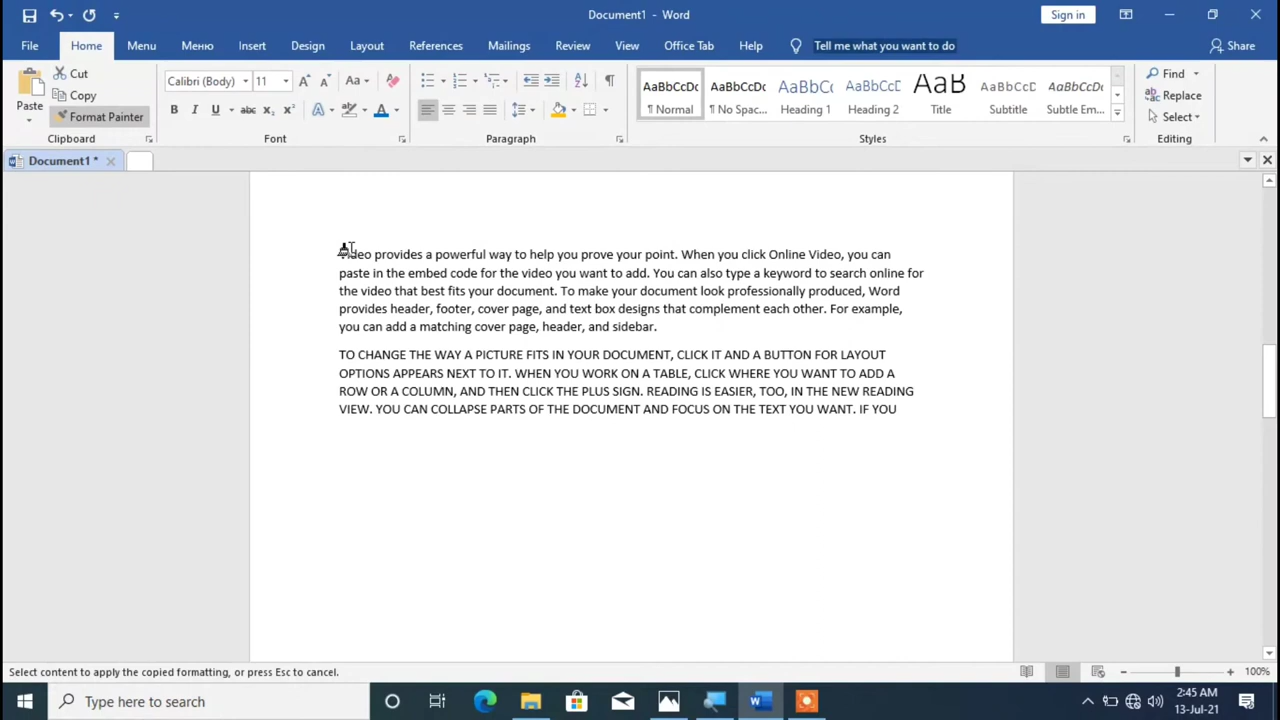 Document1 - Word
Sign in
File Home Menu Меню Insert Design Layout References Mailings Review View Office Tab Help Tell me what you want to do Share
Paste
Cut
Copy
Format Painter
Clipboard
Calibri (Body) 11
Aa
B I U abc x₂ x² A A
Font
Paragraph
AaBbCcDc AaBbCcDc AaBbCc AaBbCcD AaB AaBbCcD AaBbCcDc
¶ Normal ¶ No Spac... Heading 1 Heading 2 Title Subtitle Subtle Em...
Styles
Find
Replace
Select
Editing
Document1 *
Video provides a powerful way to help you prove your point. When you click Online Video, you can
paste in the embed code for the video you want to add. You can also type a keyword to search online for
the video that best fits your document. To make your document look professionally produced, Word
provides header, footer, cover page, and text box designs that complement each other. For example,
you can add a matching cover page, header, and sidebar.
TO CHANGE THE WAY A PICTURE FITS IN YOUR DOCUMENT, CLICK IT AND A BUTTON FOR LAYOUT
OPTIONS APPEARS NEXT TO IT. WHEN YOU WORK ON A TABLE, CLICK WHERE YOU WANT TO ADD A
ROW OR A COLUMN, AND THEN CLICK THE PLUS SIGN. READING IS EASIER, TOO, IN THE NEW READING
VIEW. YOU CAN COLLAPSE PARTS OF THE DOCUMENT AND FOCUS ON THE TEXT YOU WANT. IF YOU
Select content to apply the copied formatting, or press Esc to cancel.
100%
Type here to search
2:45 AM
13-Jul-21